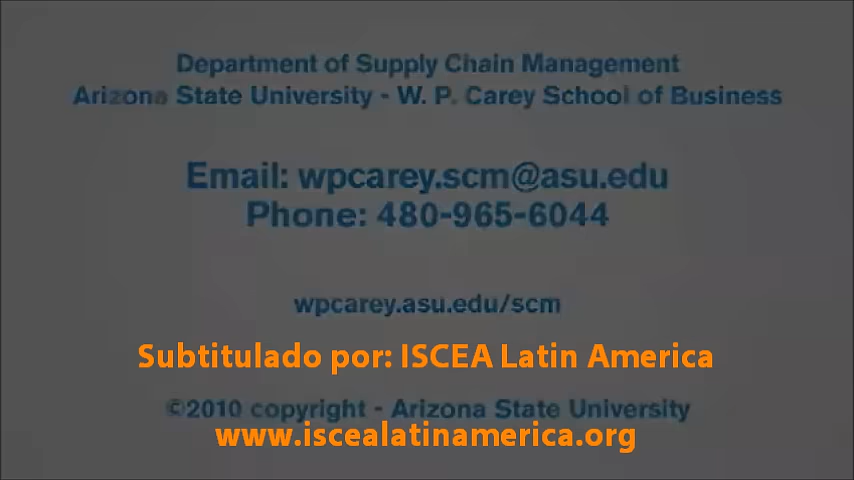 Department of Supply Chain Management
Arizona State University - W. P. Carey School of Business
Email: wpcarey.scm@asu.edu
Phone: 480-965-6044
wpcarey.asu.edu/scm
Subtitulado por: ISCEA Latin America
©2010 copyright - Arizona State University
www.iscealatinamerica.org